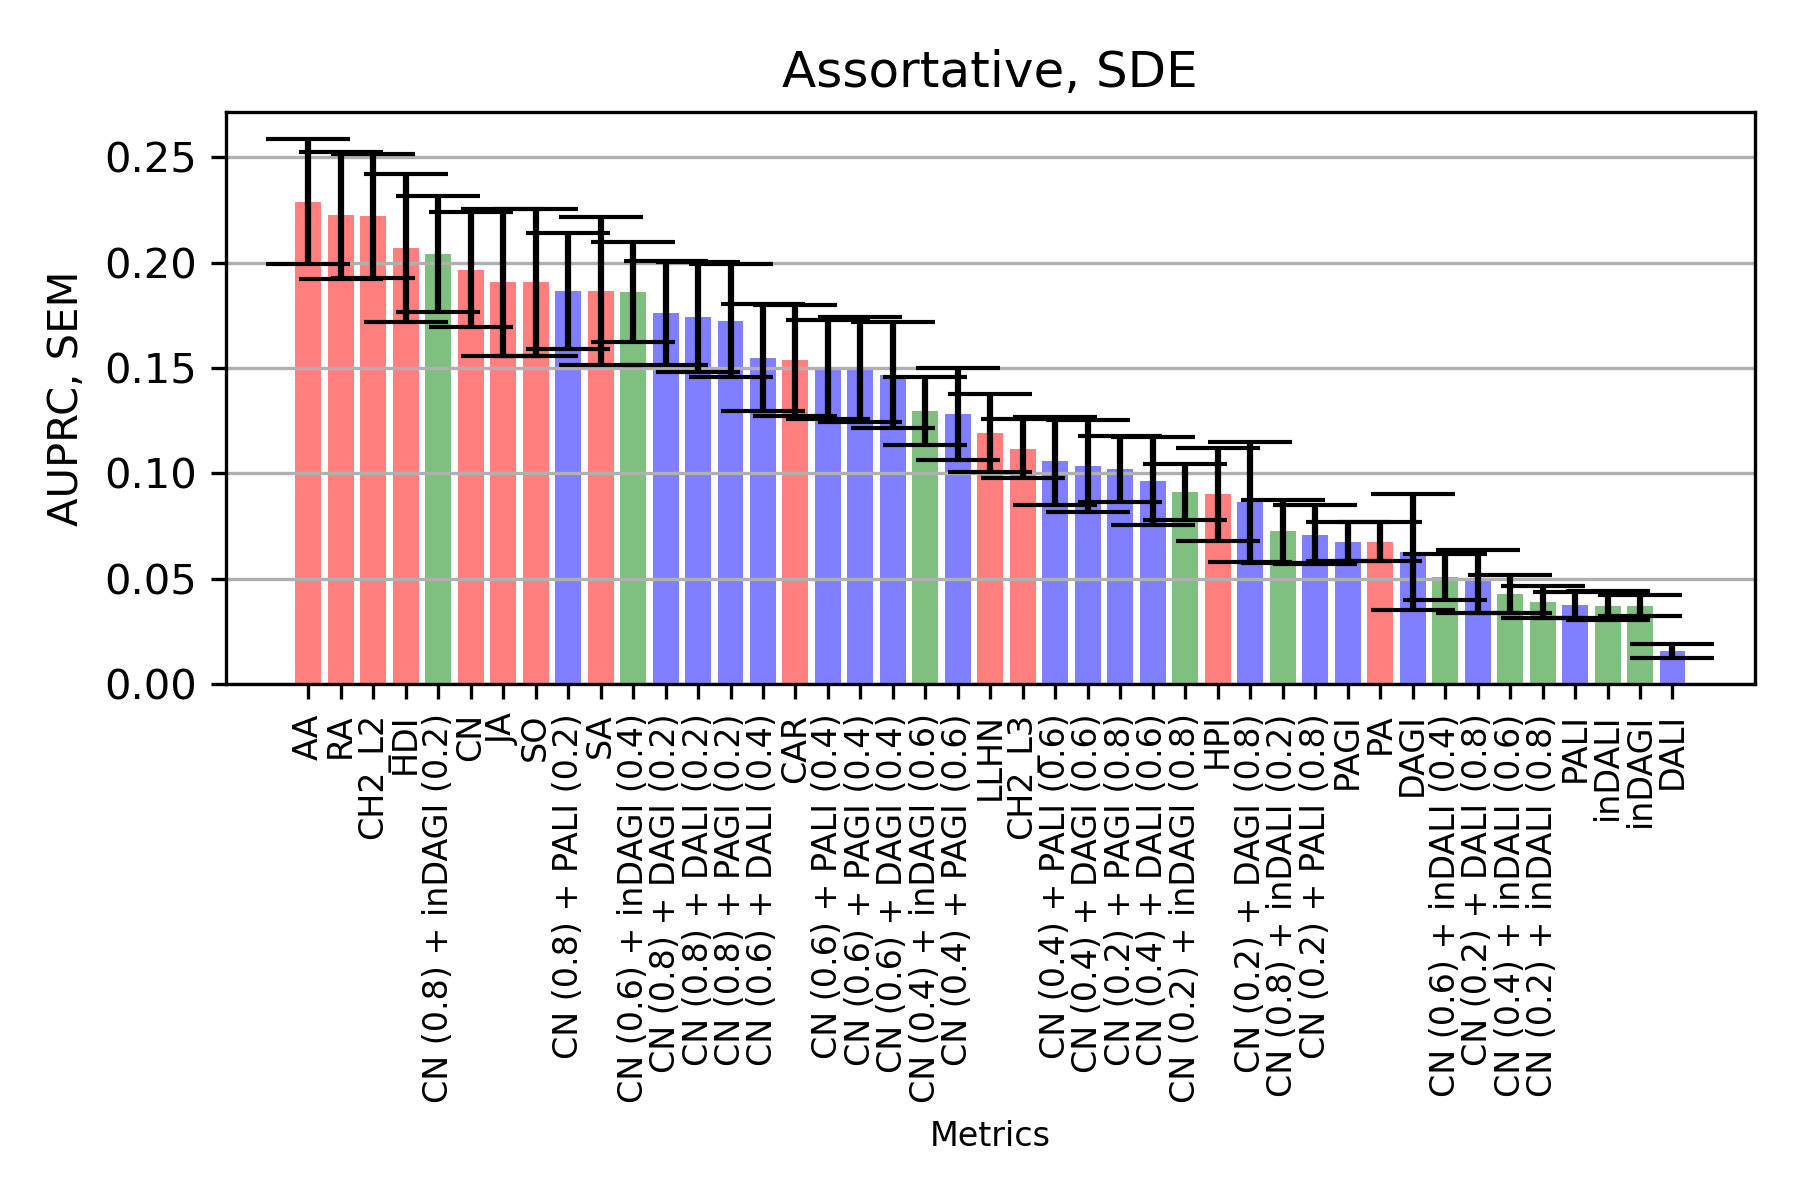 Assortative, SDE
AUPRC, SEM
0.25
0.20
0.15
0.10
0.05
0.00
AA
RA
CH2_L2
HDI
CN (0.8) + inDAGI (0.2)
CN
JA
SO
CN (0.8) + PALI (0.2)
SA
CN (0.6) + inDAGI (0.4)
CN (0.8) + DAGI (0.2)
CN (0.8) + DALI (0.2)
CN (0.8) + PAGI (0.2)
CN (0.6) + DALI (0.4)
CAR
CN (0.6) + PALI (0.4)
CN (0.6) + PAGI (0.4)
CN (0.6) + DAGI (0.4)
CN (0.4) + inDAGI (0.6)
CN (0.4) + PAGI (0.6)
LLHN
CH2_L3
CN (0.4) + PALI (0.6)
CN (0.4) + DAGI (0.6)
CN (0.2) + PAGI (0.8)
CN (0.4) + DALI (0.6)
CN (0.2) + inDAGI (0.8)
HPI
CN (0.2) + DAGI (0.8)
CN (0.8) + inDALI (0.2)
CN (0.2) + PALI (0.8)
PAGI
PA
DAGI
CN (0.6) + inDALI (0.4)
CN (0.2) + DALI (0.8)
CN (0.4) + inDALI (0.6)
CN (0.2) + inDALI (0.8)
PALI
inDALI
inDAGI
DALI
Metrics